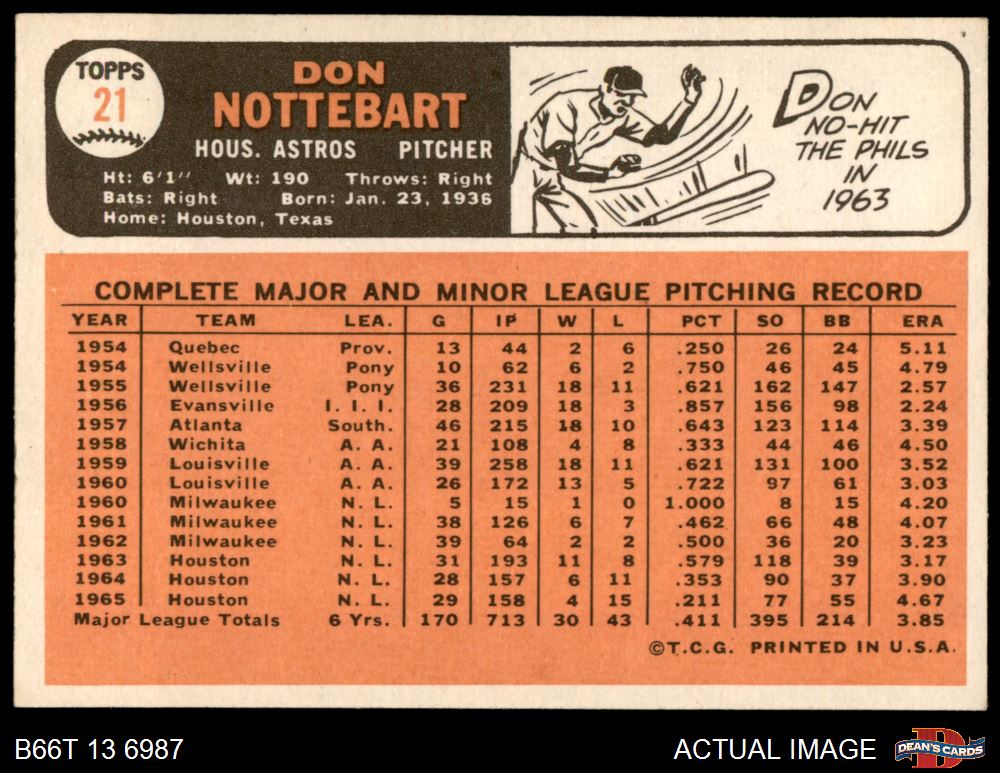 TOPPS
21
DON
NOTTEBART
HOUS. ASTROS PITCHER
Ht: 6'1" Wt: 190 Throws: Right
Bats: Right Born: Jan. 23, 1936
Home: Houston, Texas
DON
NO-HIT
THE PHILS
IN
1963
COMPLETE MAJOR AND MINOR LEAGUE PITCHING RECORD
YEAR TEAM LEA. G IP W L PCT SO BB ERA
1954 Quebec Prov. 13 44 2 6 .250 26 24 5.11
1954 Wellsville Pony 10 62 6 2 .750 46 45 4.79
1955 Wellsville Pony 36 231 18 11 .621 162 147 2.57
1956 Evansville I. I. I. 28 209 18 3 .857 156 98 2.24
1957 Atlanta South. 46 215 18 10 .643 123 114 3.39
1958 Wichita A. A. 21 108 4 8 .333 44 46 4.50
1959 Louisville A. A. 39 258 18 11 .621 131 100 3.52
1960 Louisville A. A. 26 172 13 5 .722 97 61 3.03
1960 Milwaukee N. L. 5 15 1 0 1.000 8 15 4.20
1961 Milwaukee N. L. 38 126 6 7 .462 66 48 4.07
1962 Milwaukee N. L. 39 64 2 2 .500 36 20 3.23
1963 Houston N. L. 31 193 11 8 .579 118 39 3.17
1964 Houston N. L. 28 157 6 11 .353 90 37 3.90
1965 Houston N. L. 29 158 4 15 .211 77 55 4.67
Major League Totals 6 Yrs. 170 713 30 43 .411 395 214 3.85
©T.C.G. PRINTED IN U.S.A.
B66T 13 6987 ACTUAL IMAGE
DEAN'S CARDS